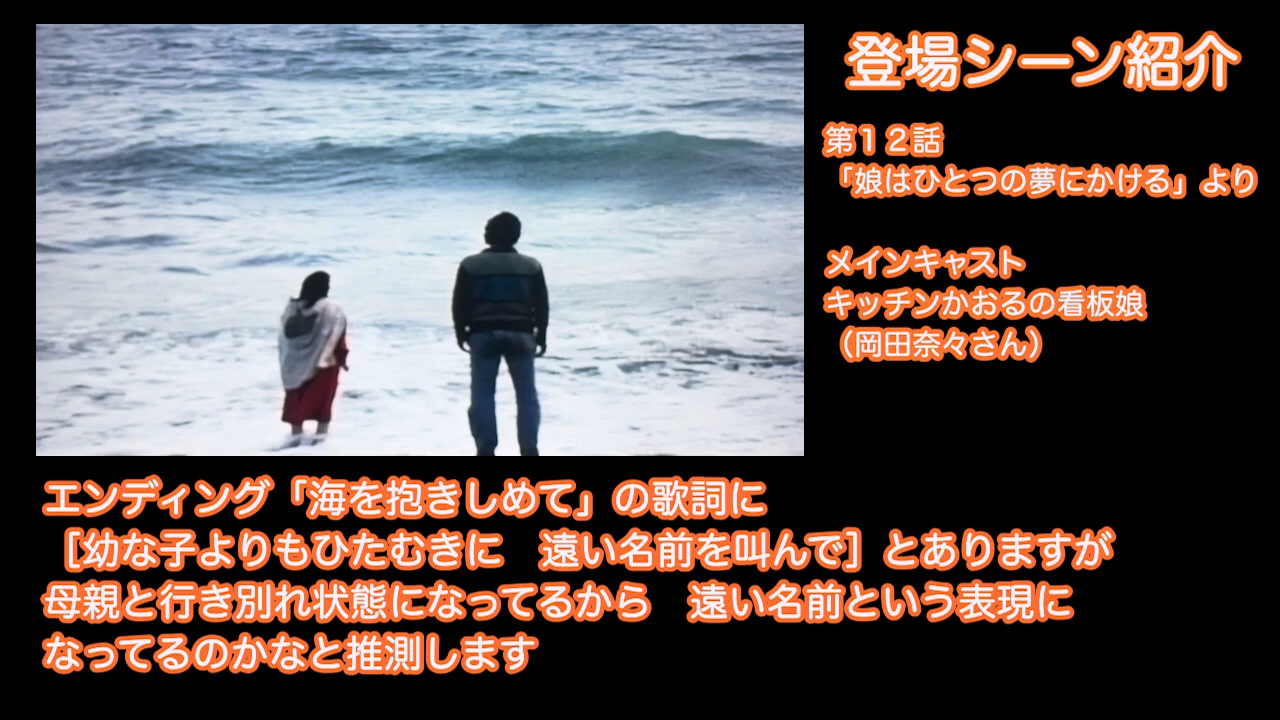 登場シーン紹介
第１２話
「娘はひとつの夢にかける」より
メインキャスト
キッチンかおるの看板娘
（岡田奈々さん）
エンディング「海を抱きしめて」の歌詞に
［幼な子よりもひたむきに　遠い名前を叫んで］とありますが
母親と行き別れ状態になってるから　遠い名前という表現に
なってるのかなと推測します